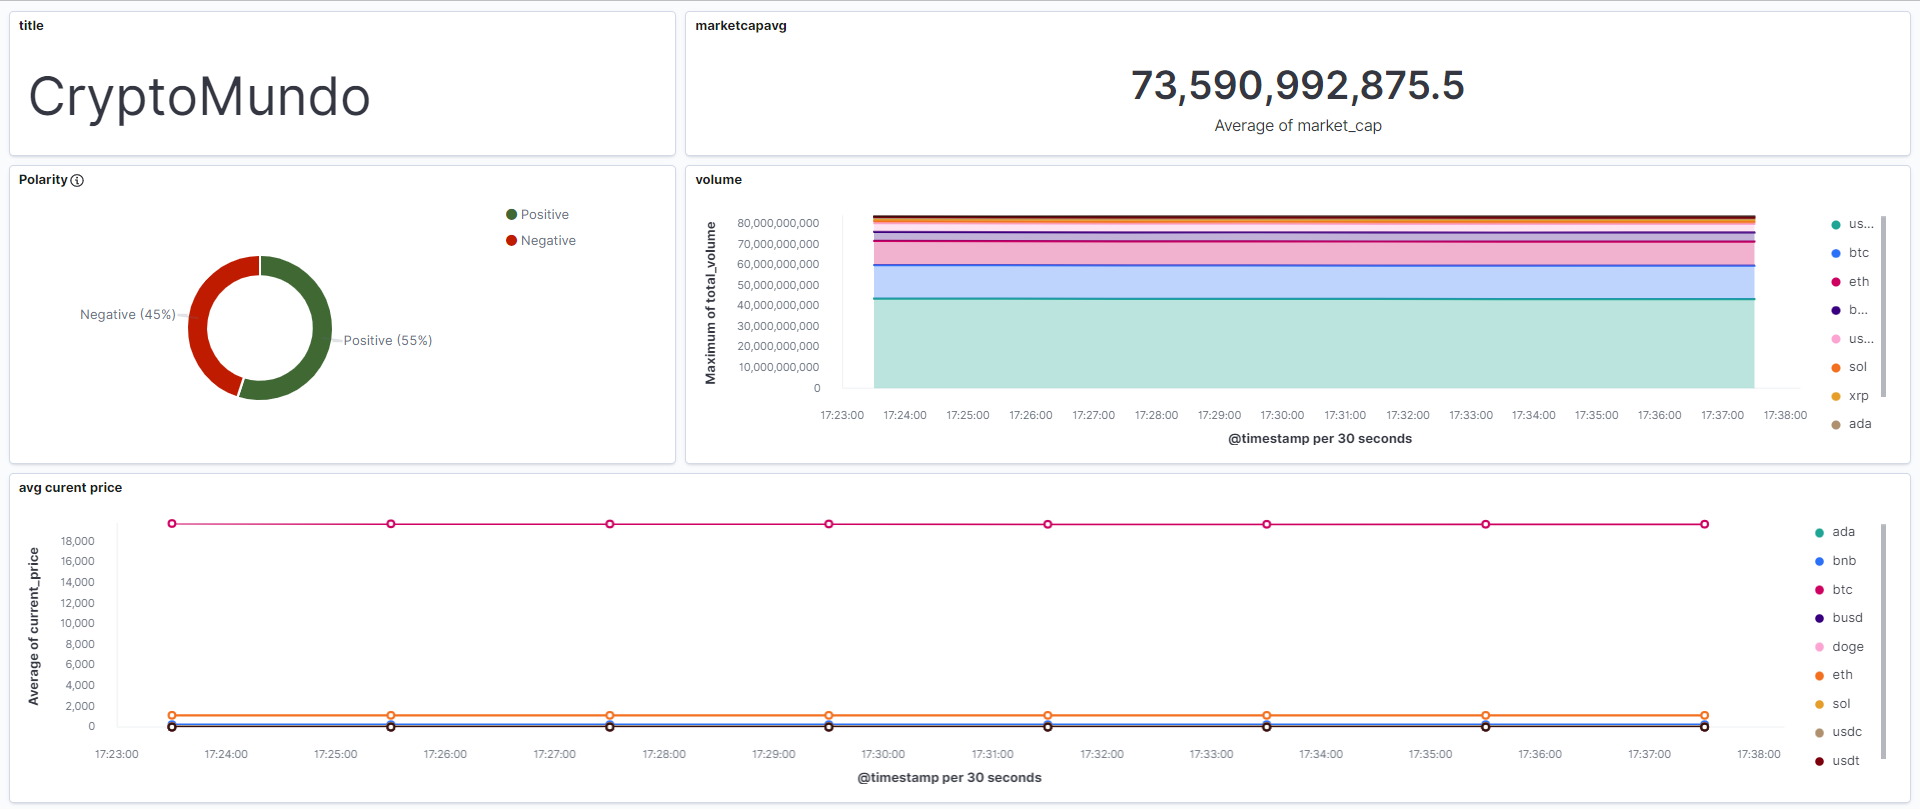 title
CryptoMundo
marketcapavg
73,590,992,875.5
Average of market_cap
Polarity
Positive
Negative
Negative (45%)
Positive (55%)
volume
Maximum of total_volume
80,000,000,000
70,000,000,000
60,000,000,000
50,000,000,000
40,000,000,000
30,000,000,000
20,000,000,000
10,000,000,000
0
17:23:00 17:24:00 17:25:00 17:26:00 17:27:00 17:28:00 17:29:00 17:30:00 17:31:00 17:32:00 17:33:00 17:34:00 17:35:00 17:36:00 17:37:00 17:38:00
@timestamp per 30 seconds
us...
btc
eth
b...
us...
sol
xrp
ada
avg curent price
Average of current_price
18,000
16,000
14,000
12,000
10,000
8,000
6,000
4,000
2,000
0
17:23:00 17:24:00 17:25:00 17:26:00 17:27:00 17:28:00 17:29:00 17:30:00 17:31:00 17:32:00 17:33:00 17:34:00 17:35:00 17:36:00 17:37:00 17:38:00
@timestamp per 30 seconds
ada
bnb
btc
busd
doge
eth
sol
usdc
usdt